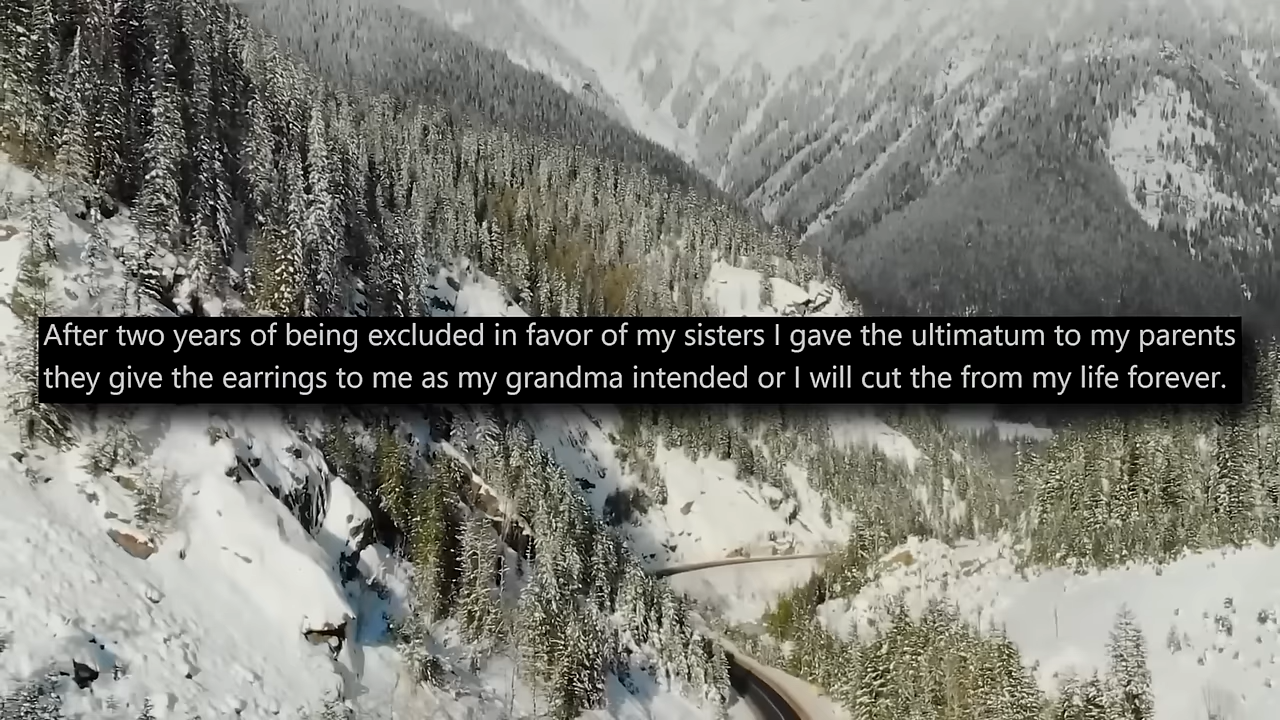 After two years of being excluded in favor of my sisters I gave the ultimatum to my parents
they give the earrings to me as my grandma intended or I will cut the from my life forever.